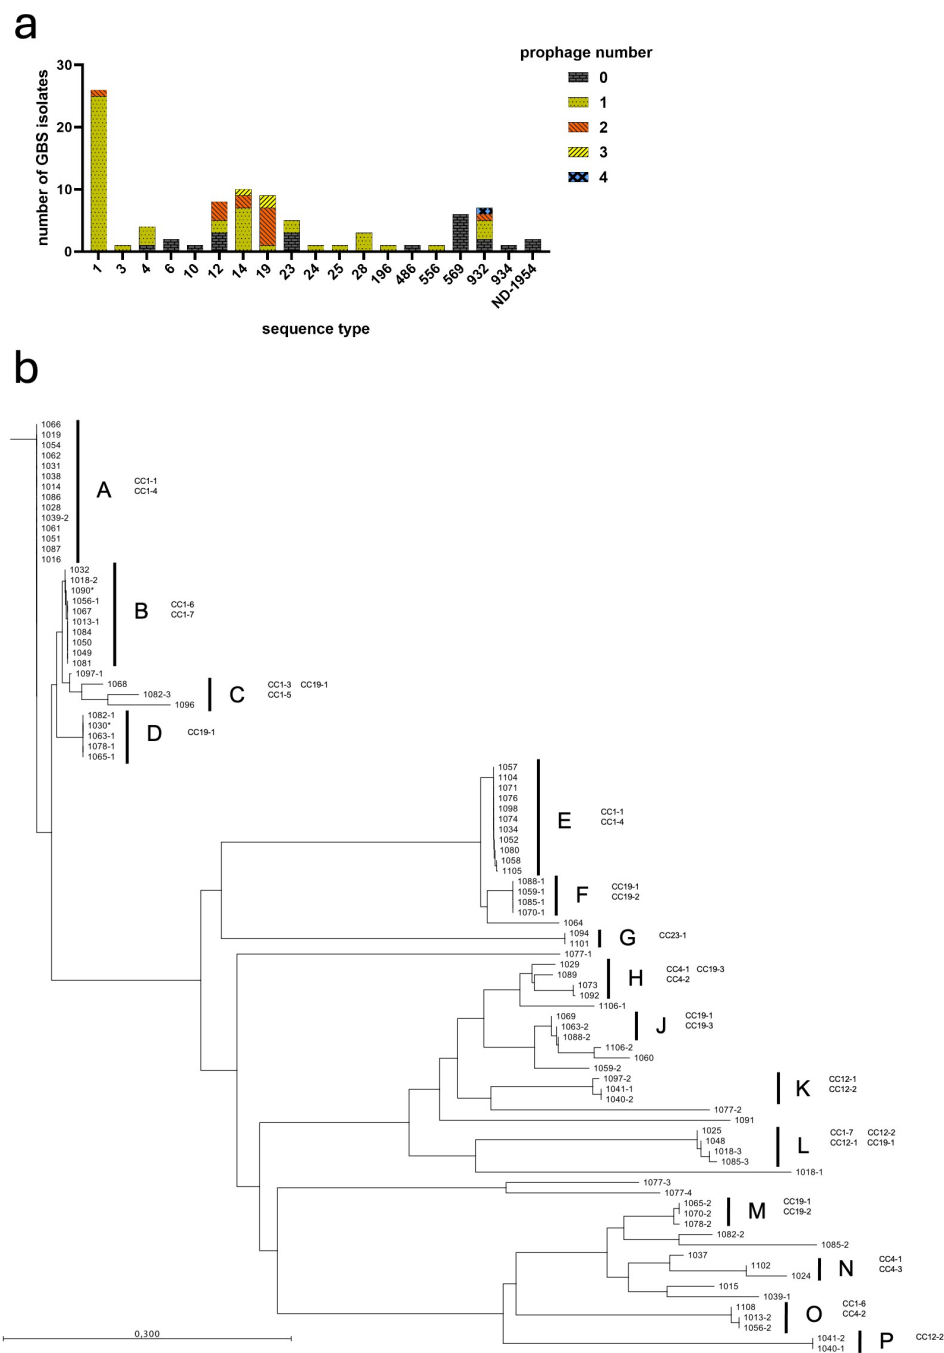 a
prophage number
0
1
2
3
4
number of GBS isolates
30
20
10
0
1 3 4 6 10 12 14 19 23 24 25 28 196 486 556 569 932 934 ND-1954
sequence type
b
1066
1019
1054
1062
1031
1038
1014
1086
1028
1039-2
1061
1051
1087
1016
A
CC1-1
CC1-4
1032
1018-2
1090*
1056-1
1067
1013-1
1084
1050
1049
1081
B
CC1-6
CC1-7
1097-1
1068
1082-3
1096
C
CC1-3 CC19-1
CC1-5
1082-1
1030*
1063-1
1078-1
1065-1
D
CC19-1
1057
1104
1071
1076
1098
1074
1034
1052
1080
1058
1105
E
CC1-1
CC1-4
1088-1
1059-1
1085-1
1070-1
F
CC19-1
CC19-2
1064
1094
1101
G
CC23-1
1077-1
1029
1089
1073
1092
H
CC4-1 CC19-3
CC4-2
1106-1
1069
1063-2
1088-2
J
CC19-1
CC19-3
1106-2
1060
1059-2
1097-2
1041-1
1040-2
K
CC12-1
CC12-2
1077-2
1091
1025
1048
1018-3
1085-3
L
CC1-7 CC12-2
CC12-1 CC19-1
1018-1
1077-3
1077-4
1065-2
1070-2
1078-2
M
CC19-1
CC19-2
1082-2
1085-2
1037
1102
1024
N
CC4-1
CC4-3
1015
1039-1
1108
1013-2
1056-2
O
CC1-6
CC4-2
1041-2
1040-1
P
CC12-2
0,300